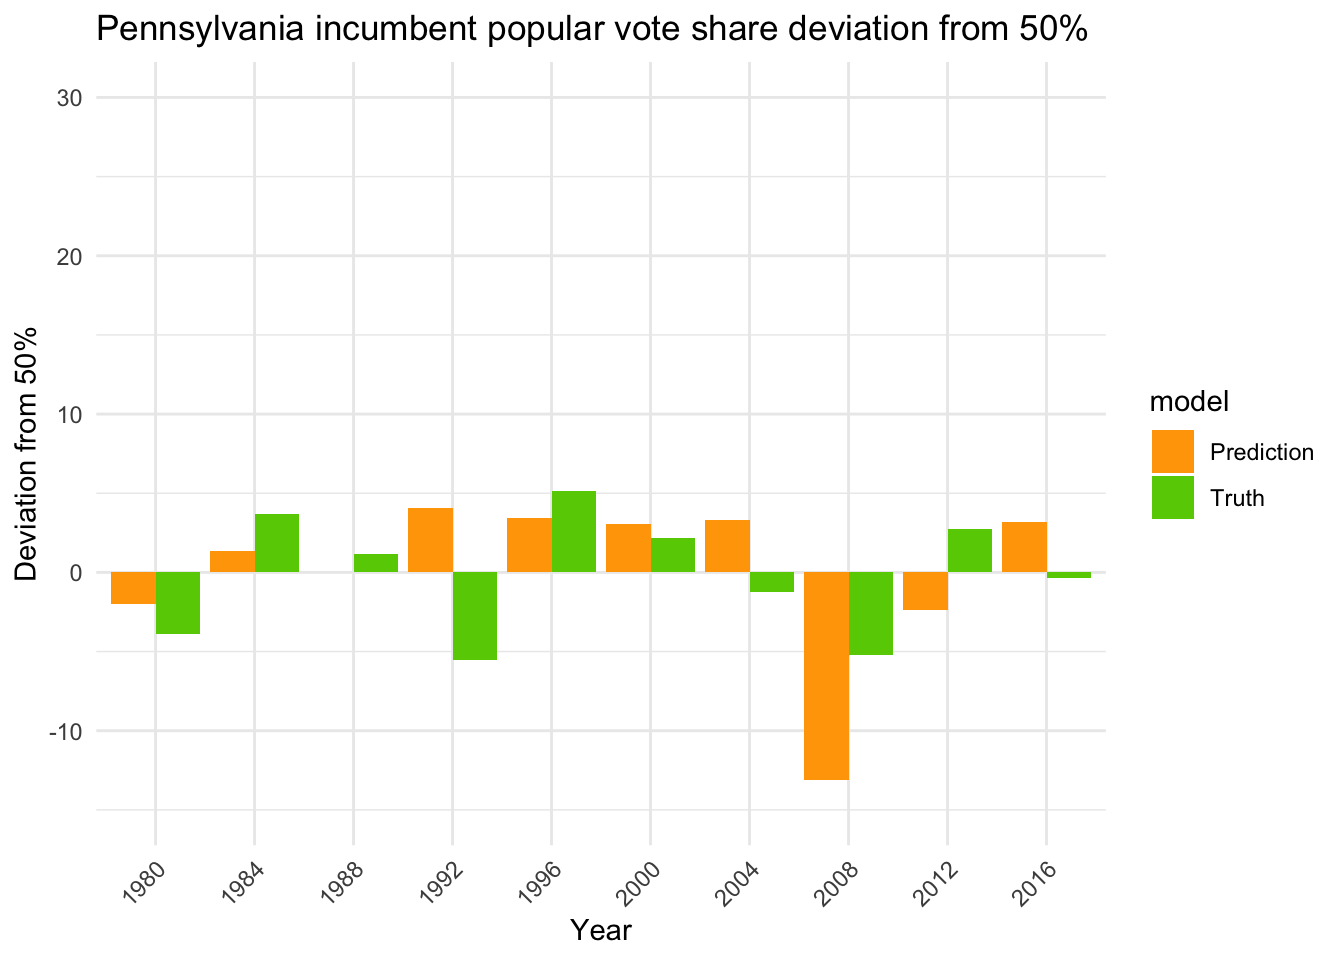 Pennsylvania incumbent popular vote share deviation from 50%
30
20
10
0
-10
Deviation from 50%
1980
1984
1988
1992
1996
2000
2004
2008
2012
2016
Year
model
Prediction
Truth